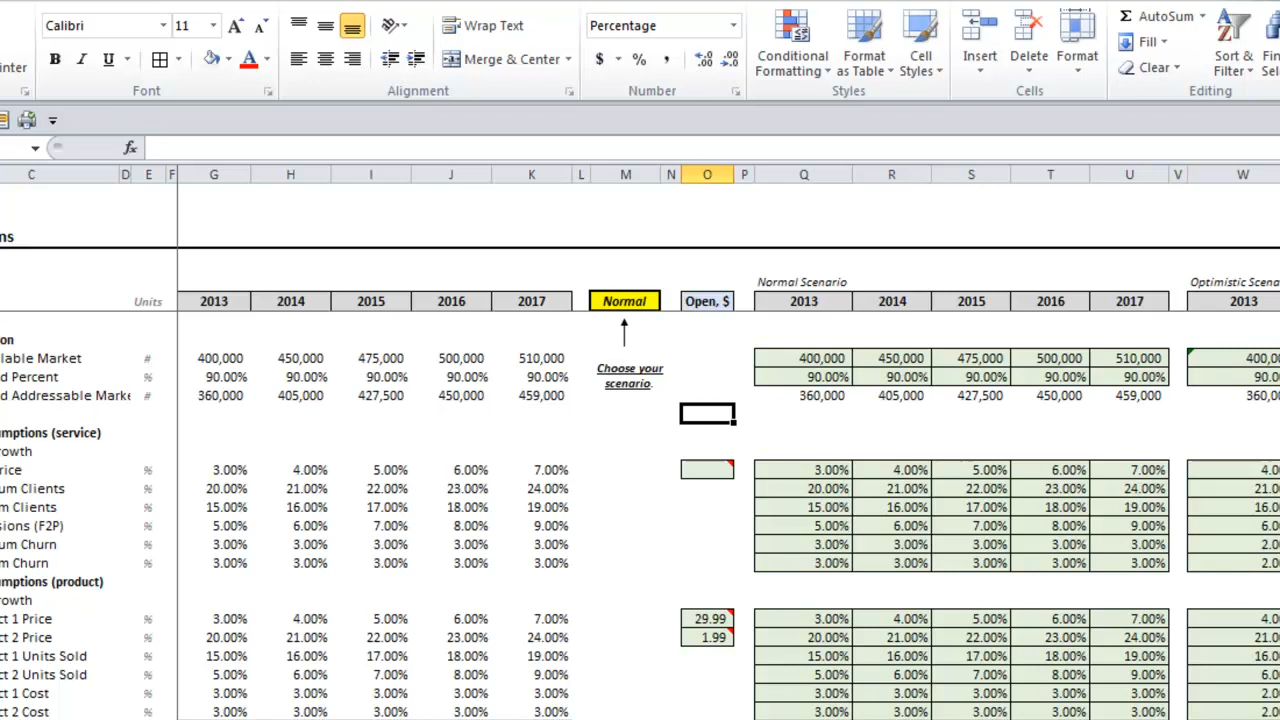 Calibri 11 Wrap Text Percentage AutoSum
Conditional Formatting Format as Table Cell Styles Insert Delete Format Fill Sort & Filter
inter B I U Merge & Center $ % , Clear
Font Alignment Number Styles Cells Editing
fx
C D E F G H I J K L M N O P Q R S T U V W
ns
Normal Scenario Optimistic Scena
Units 2013 2014 2015 2016 2017 Normal Open, $ 2013 2014 2015 2016 2017 2013
on
lable Market # 400,000 450,000 475,000 500,000 510,000 400,000 450,000 475,000 500,000 510,000 400,0
d Percent % 90.00% 90.00% 90.00% 90.00% 90.00% Choose your scenario. 90.00% 90.00% 90.00% 90.00% 90.00% 90.0
d Addressable Marke # 360,000 405,000 427,500 450,000 459,000 360,000 405,000 427,500 450,000 459,000 360,0
umptions (service)
rowth
rice % 3.00% 4.00% 5.00% 6.00% 7.00% 3.00% 4.00% 5.00% 6.00% 7.00% 4.0
um Clients % 20.00% 21.00% 22.00% 23.00% 24.00% 20.00% 21.00% 22.00% 23.00% 24.00% 21.0
m Clients % 15.00% 16.00% 17.00% 18.00% 19.00% 15.00% 16.00% 17.00% 18.00% 19.00% 16.0
sions (F2P) % 5.00% 6.00% 7.00% 8.00% 9.00% 5.00% 6.00% 7.00% 8.00% 9.00% 6.0
um Churn % 3.00% 3.00% 3.00% 3.00% 3.00% 3.00% 3.00% 3.00% 3.00% 3.00% 2.0
m Churn % 3.00% 3.00% 3.00% 3.00% 3.00% 3.00% 3.00% 3.00% 3.00% 3.00% 2.0
umptions (product)
rowth
ct 1 Price % 3.00% 4.00% 5.00% 6.00% 7.00% 29.99 3.00% 4.00% 5.00% 6.00% 7.00% 4.0
ct 2 Price % 20.00% 21.00% 22.00% 23.00% 24.00% 1.99 20.00% 21.00% 22.00% 23.00% 24.00% 21.0
ct 1 Units Sold % 15.00% 16.00% 17.00% 18.00% 19.00% 15.00% 16.00% 17.00% 18.00% 19.00% 16.0
ct 2 Units Sold % 5.00% 6.00% 7.00% 8.00% 9.00% 5.00% 6.00% 7.00% 8.00% 9.00% 6.0
ct 1 Cost % 3.00% 3.00% 3.00% 3.00% 3.00% 3.00% 3.00% 3.00% 3.00% 3.00% 2.0
ct 2 Cost % 3.00% 3.00% 3.00% 3.00% 3.00% 3.00% 3.00% 3.00% 3.00% 3.00% 2.0